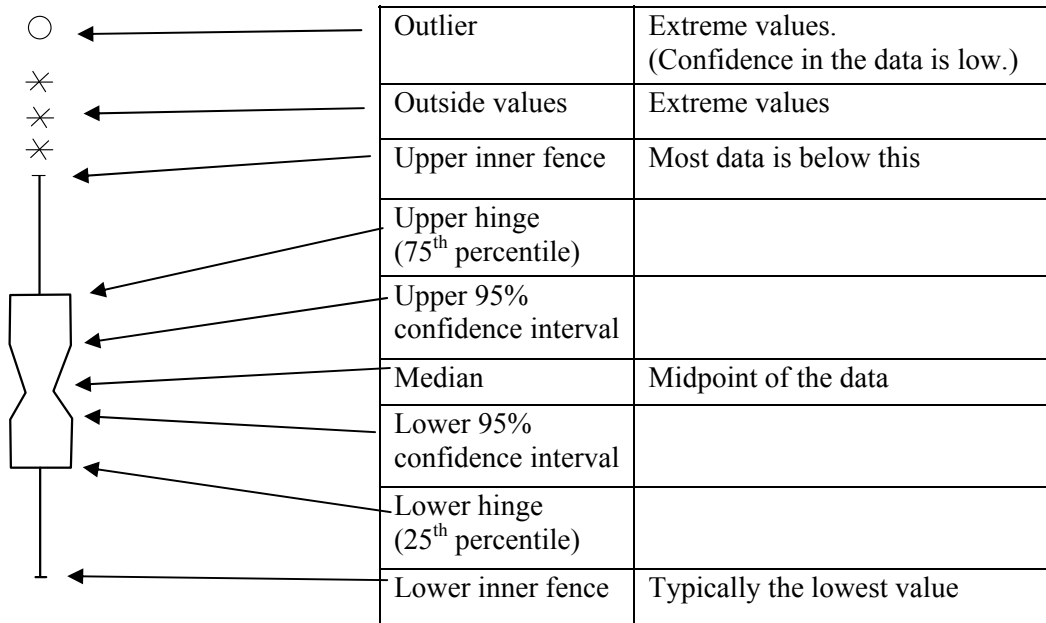 Outlier
Extreme values.
(Confidence in the data is low.)
Outside values
Extreme values
Upper inner fence
Most data is below this
Upper hinge
(75th percentile)
Upper 95%
confidence interval
Median
Midpoint of the data
Lower 95%
confidence interval
Lower hinge
(25th percentile)
Lower inner fence
Typically the lowest value